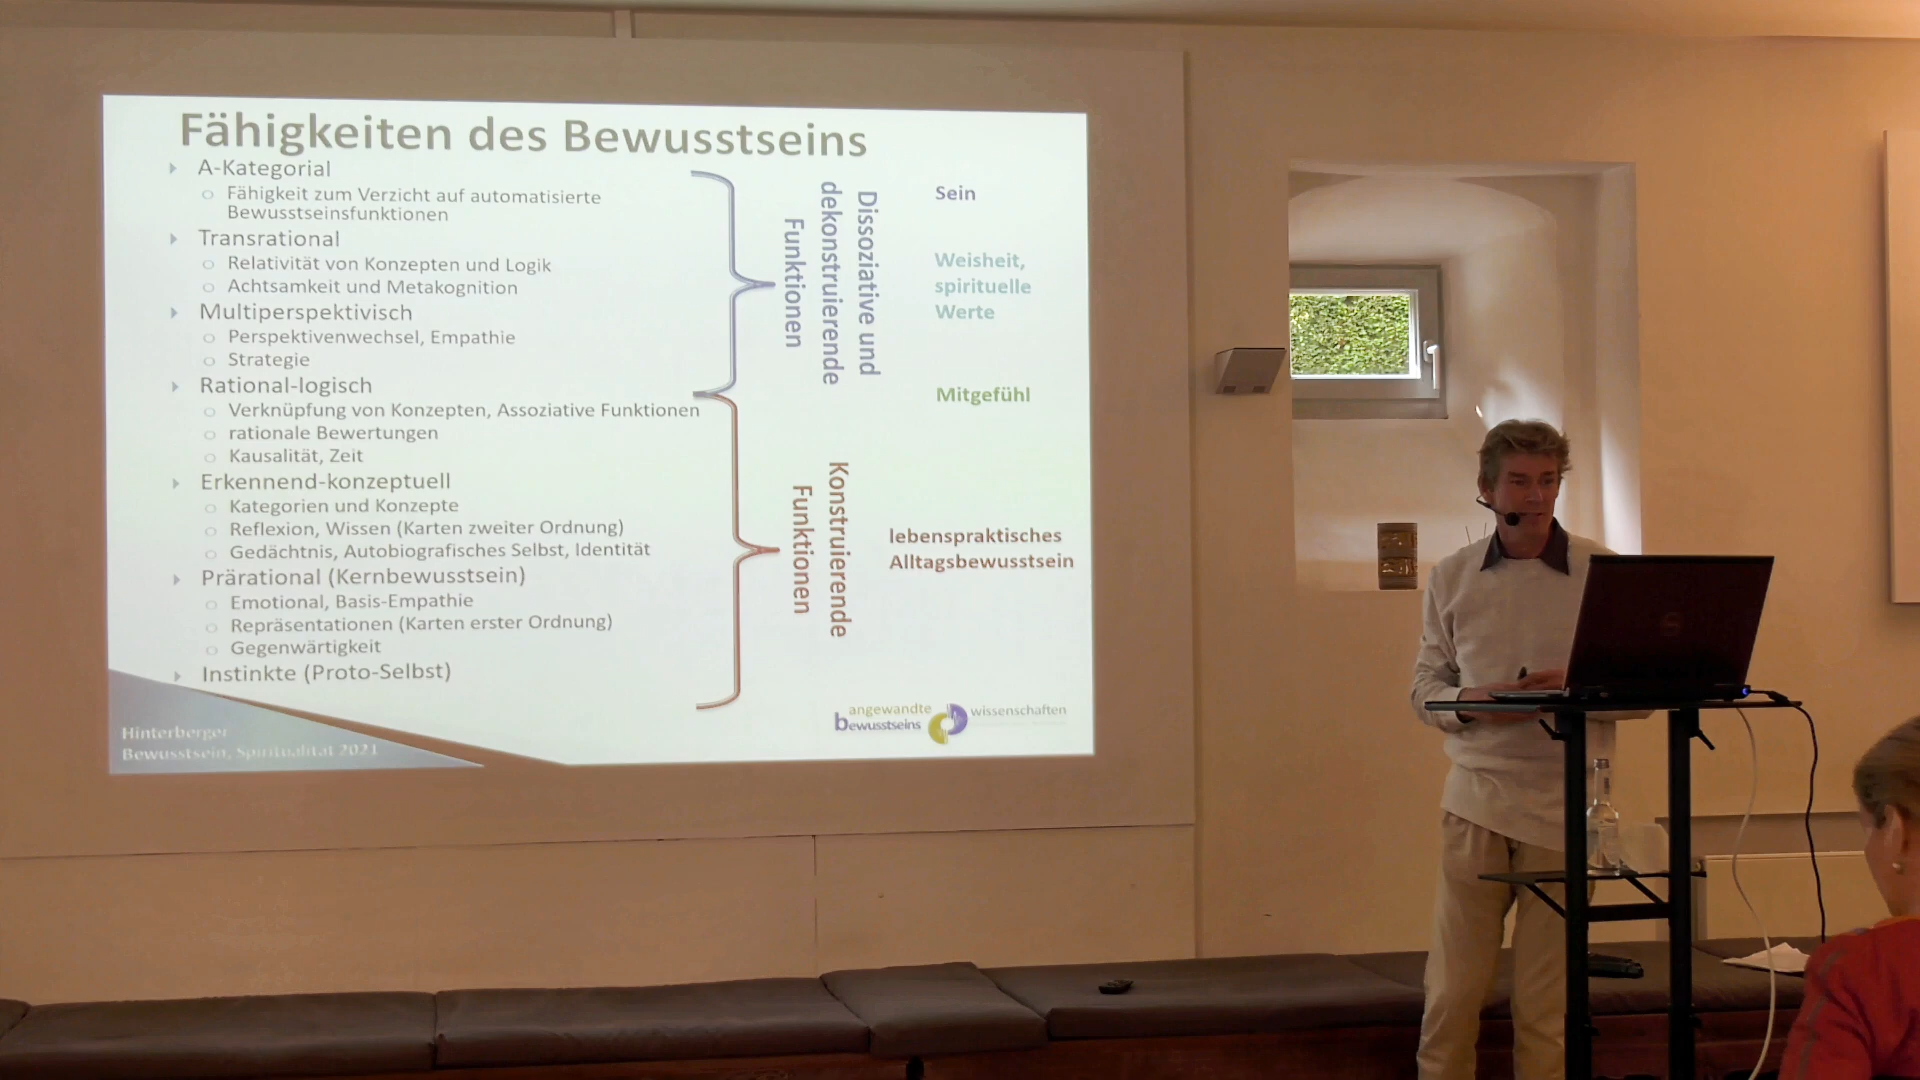 Fähigkeiten des Bewusstseins
A-Kategorial
Fähigkeit zum Verzicht auf automatisierte
Bewusstseinsfunktionen
Transrational
Relativität von Konzepten und Logik
Achtsamkeit und Metakognition
Multiperspektivisch
Perspektivenwechsel, Empathie
Strategie
Rational-logisch
Verknüpfung von Konzepten, Assoziative Funktionen
rationale Bewertungen
Kausalität, Zeit
Erkennend-konzeptuell
Kategorien und Konzepte
Reflexion, Wissen (Karten zweiter Ordnung)
Gedächtnis, Autobiografisches Selbst, Identität
Prärational (Kernbewusstsein)
Emotional, Basis-Empathie
Repräsentationen (Karten erster Ordnung)
Gegenwärtigkeit
Instinkte (Proto-Selbst)
Dissoziative und
dekonstruierende
Funktionen
Konstruierende
Funktionen
Sein
Weisheit,
spirituelle
Werte
Mitgefühl
lebenspraktisches
Alltagsbewusstsein
angewandte
bewusstseins wissenschaften
Hinterberger
Bewusstsein, Spiritualität 2021